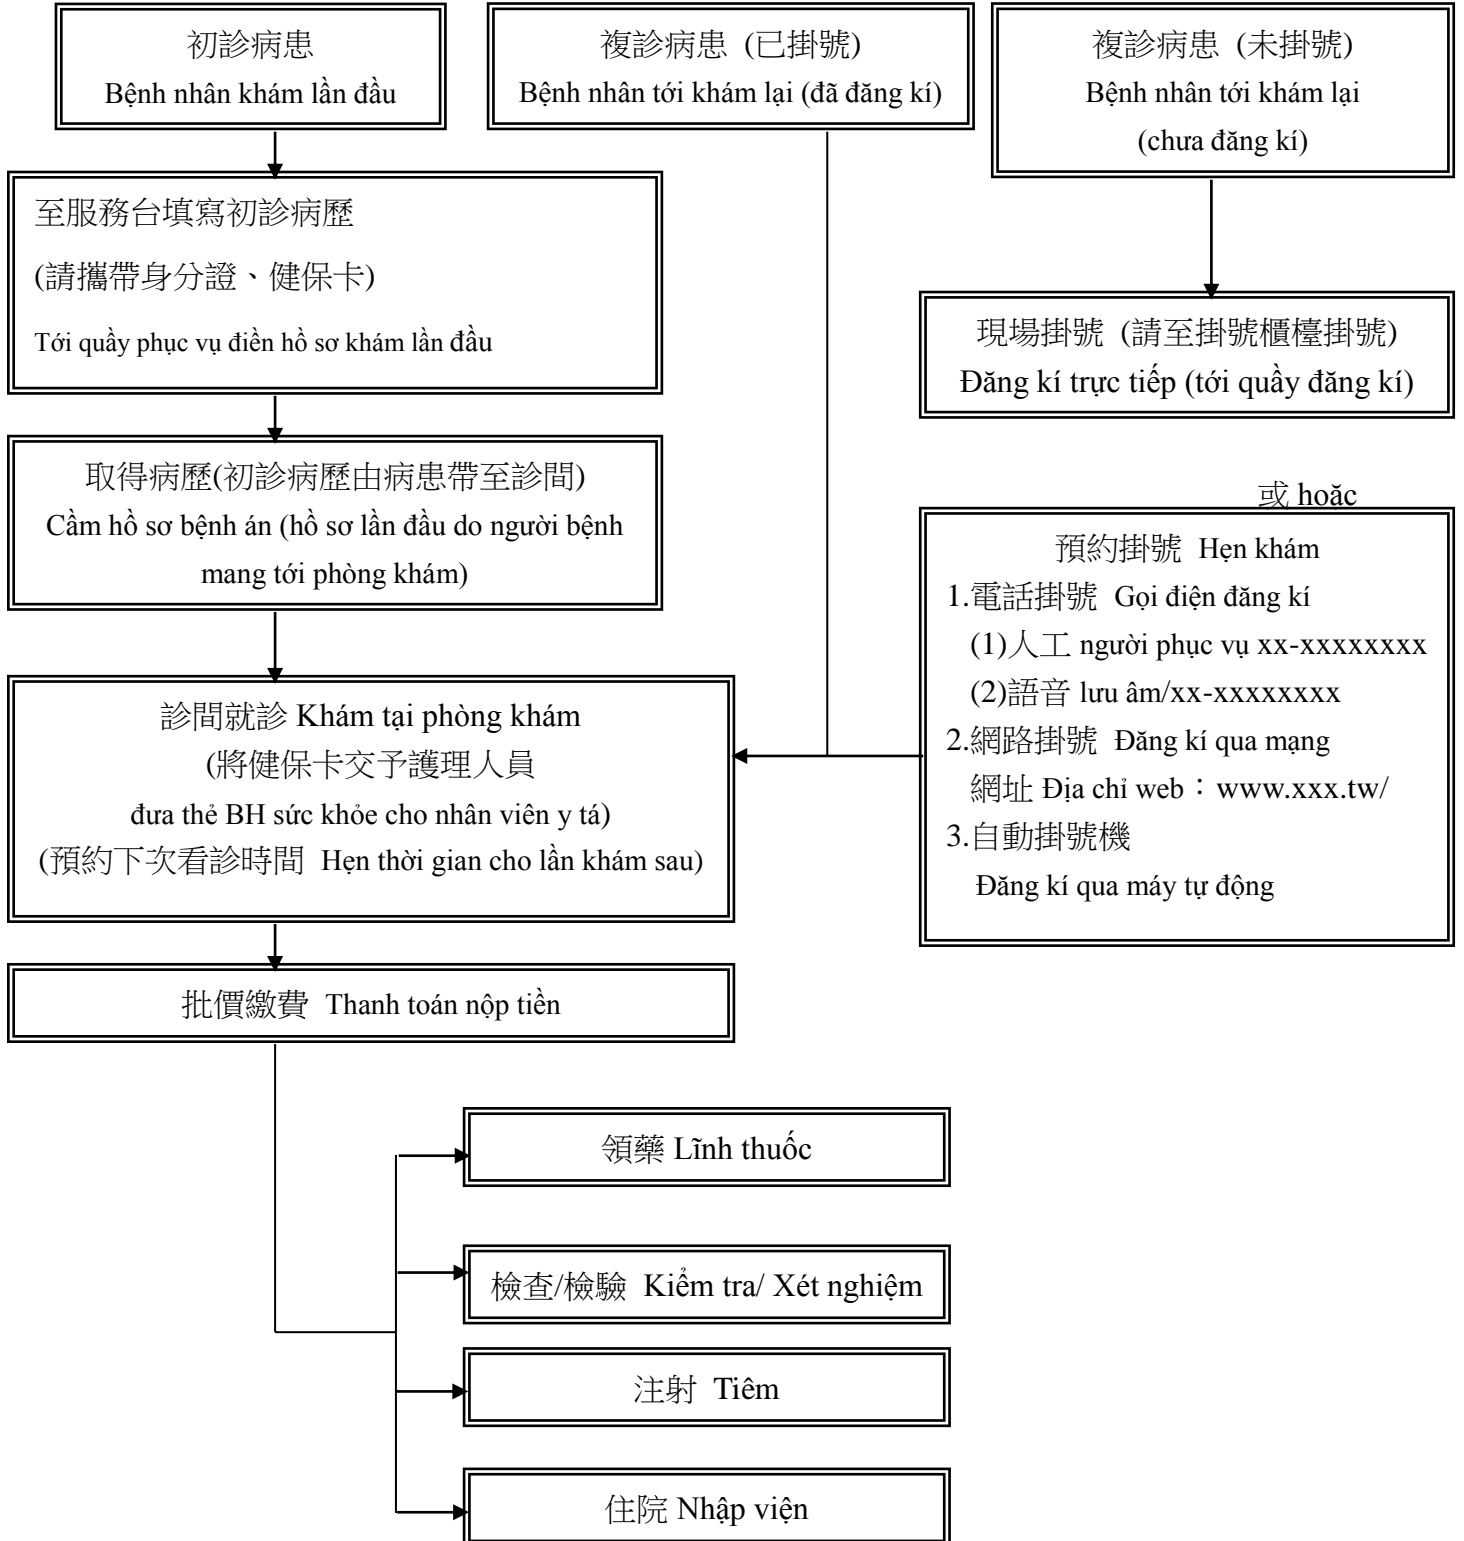 初診病患
Bệnh nhân khám lần đầu
複診病患 (已掛號)
Bệnh nhân tới khám lại (đã đăng kí)
複診病患 (未掛號)
Bệnh nhân tới khám lại
(chưa đăng kí)
至服務台填寫初診病歷
(請攜帶身分證、健保卡)
Tới quầy phục vụ điền hồ sơ khám lần đầu
現場掛號 (請至掛號櫃檯掛號)
Đăng kí trực tiếp (tới quầy đăng kí)
取得病歷(初診病歷由病患帶至診間)
Cầm hồ sơ bệnh án (hồ sơ lần đầu do người bệnh
mang tới phòng khám)
或 hoặc
預約掛號 Hẹn khám
1.電話掛號 Gọi điện đăng kí
(1)人工 người phục vụ xx-xxxxxxxx
(2)語音 lưu âm/xx-xxxxxxxx
2.網路掛號 Đăng kí qua mạng
網址 Địa chỉ web：www.xxx.tw/
3.自動掛號機
Đăng kí qua máy tự động
診間就診 Khám tại phòng khám
(將健保卡交予護理人員
đưa thẻ BH sức khỏe cho nhân viên y tá)
(預約下次看診時間 Hẹn thời gian cho lần khám sau)
批價繳費 Thanh toán nộp tiền
領藥 Lĩnh thuốc
檢查/檢驗 Kiểm tra/ Xét nghiệm
注射 Tiêm
住院 Nhập viện